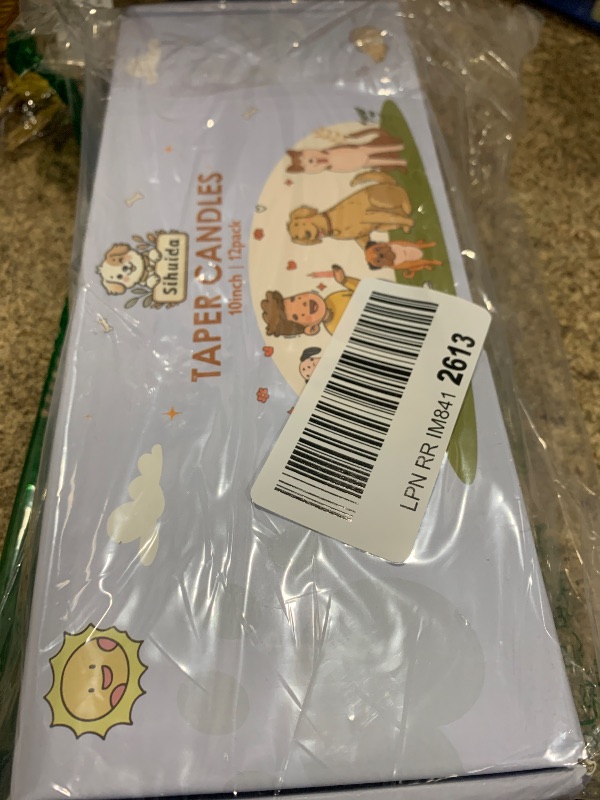 Sihuida
TAPER CANDLES
10inch | 12pack
LPN RR IM841 2613